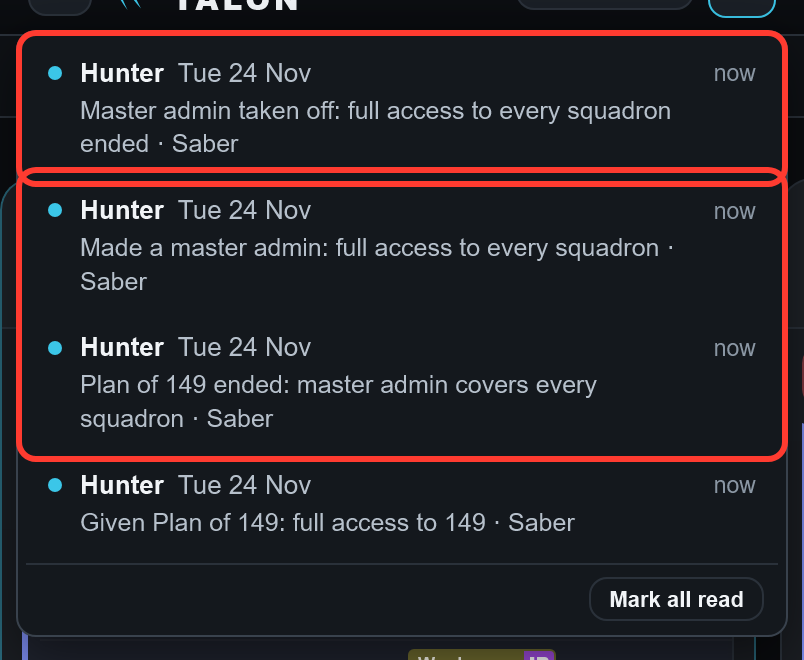 TALON
Hunter Tue 24 Nov now
Master admin taken off: full access to every squadron
ended · Saber
Hunter Tue 24 Nov now
Made a master admin: full access to every squadron ·
Saber
Hunter Tue 24 Nov now
Plan of 149 ended: master admin covers every
squadron · Saber
Hunter Tue 24 Nov now
Given Plan of 149: full access to 149 · Saber
Mark all read